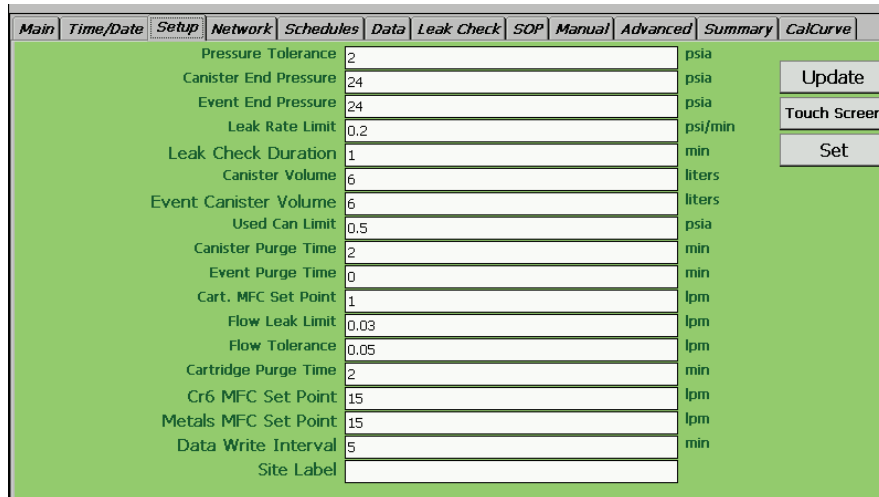 Main Time/Date Setup Network Schedules Data Leak Check SOP Manual Advanced Summary CalCurve
Pressure Tolerance 2 psia
Canister End Pressure 24 psia
Update
Event End Pressure 24 psia
Touch Screen
Leak Rate Limit 0.2 psi/min
Leak Check Duration 1 min
Set
Canister Volume 6 liters
Event Canister Volume 6 liters
Used Can Limit 0.5 psia
Canister Purge Time 2 min
Event Purge Time 0 min
Cart. MFC Set Point 1 lpm
Flow Leak Limit 0.03 lpm
Flow Tolerance 0.05 lpm
Cartridge Purge Time 2 min
Cr6 MFC Set Point 15 lpm
Metals MFC Set Point 15 lpm
Data Write Interval 5 min
Site Label